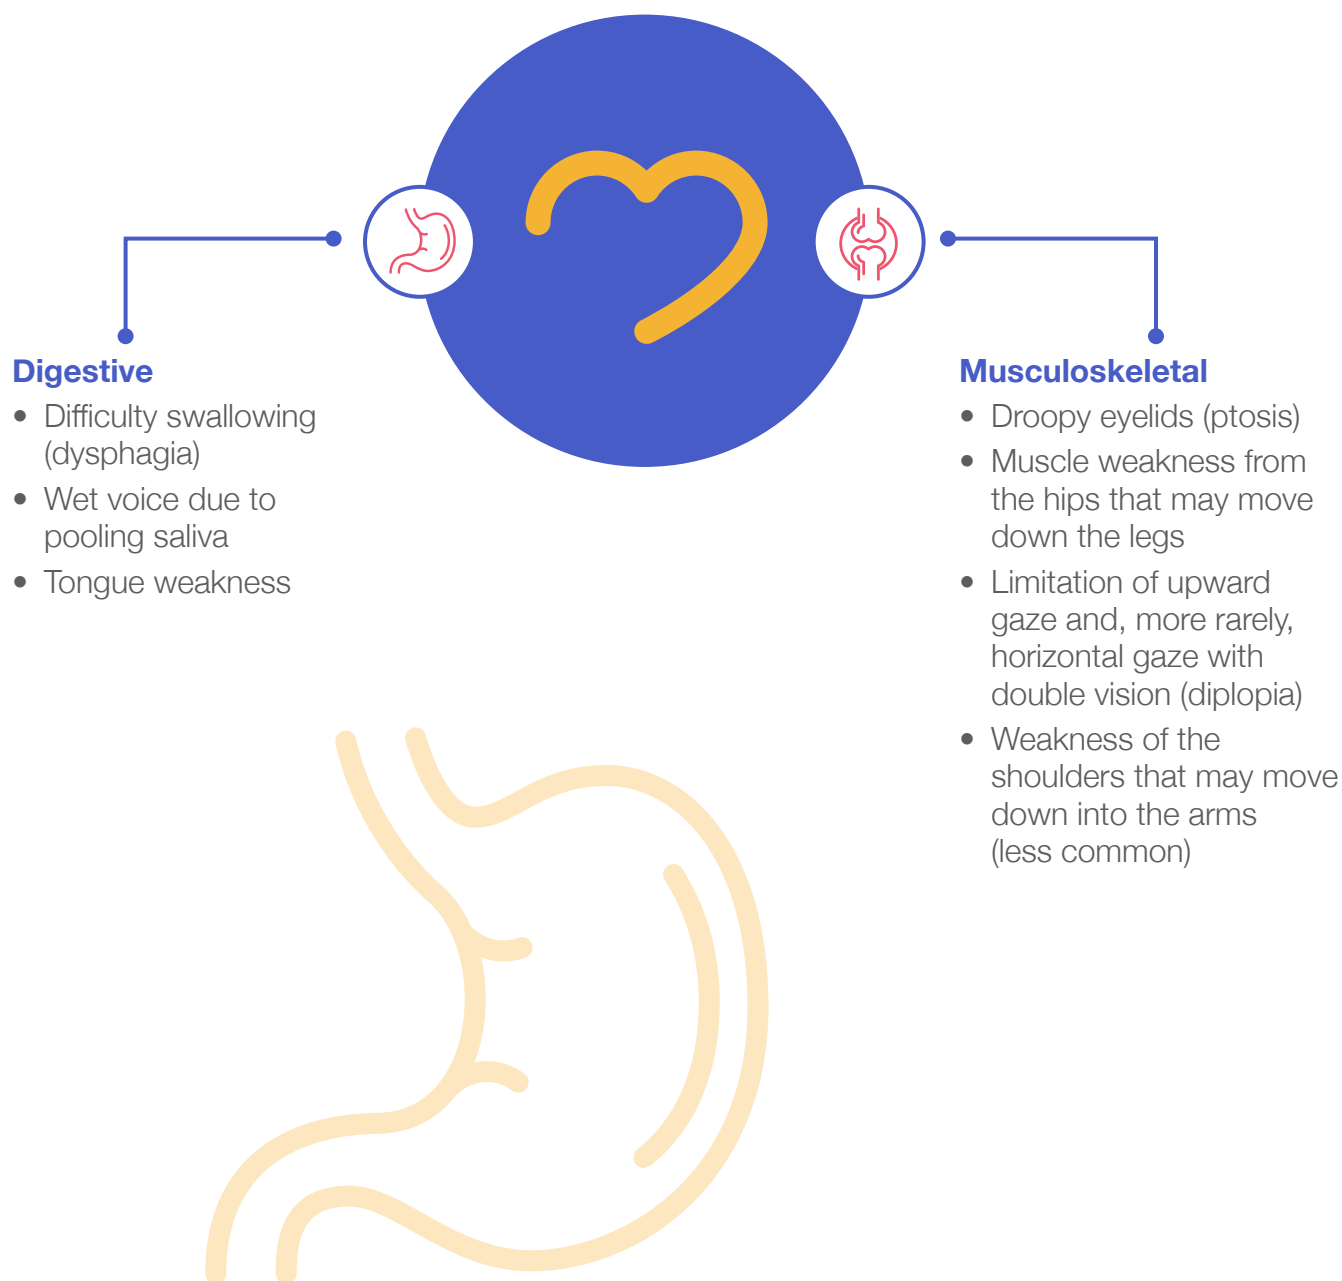 Digestive
• Difficulty swallowing
(dysphagia)
• Wet voice due to
pooling saliva
• Tongue weakness
Musculoskeletal
• Droopy eyelids (ptosis)
• Muscle weakness from
the hips that may move
down the legs
• Limitation of upward
gaze and, more rarely,
horizontal gaze with
double vision (diplopia)
• Weakness of the
shoulders that may move
down into the arms
(less common)